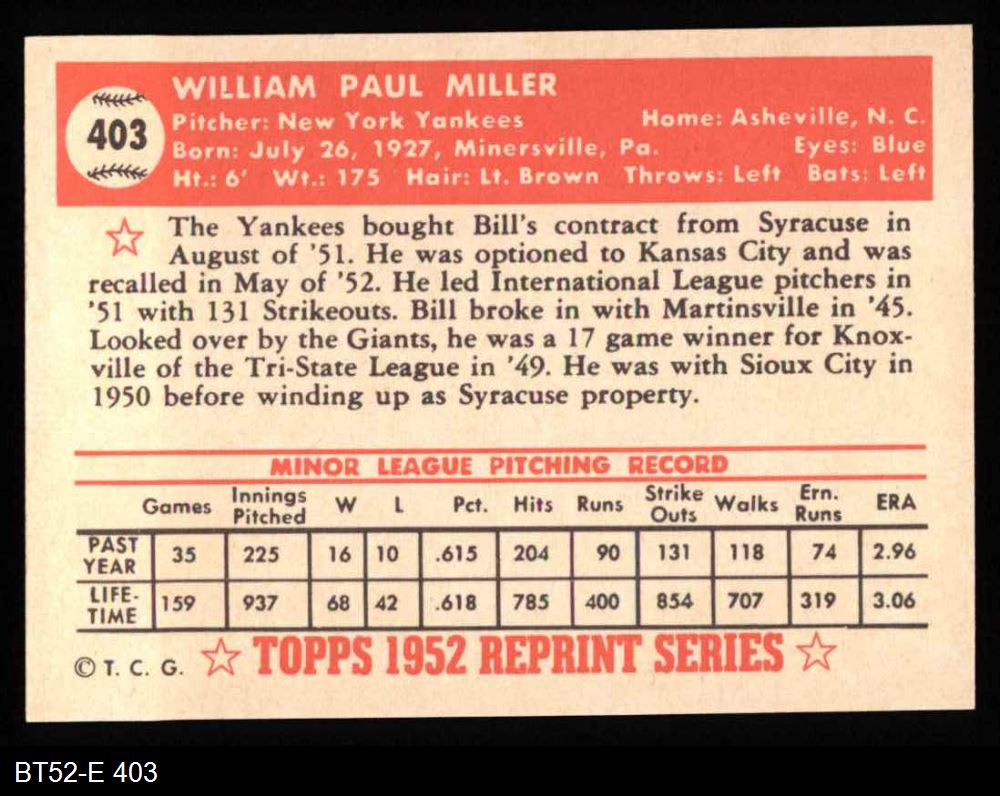 403
WILLIAM PAUL MILLER
Pitcher: New York Yankees Home: Asheville, N. C.
Born: July 26, 1927, Minersville, Pa. Eyes: Blue
Ht.: 6' Wt.: 175 Hair: Lt. Brown Throws: Left Bats: Left
The Yankees bought Bill's contract from Syracuse in
August of '51. He was optioned to Kansas City and was
recalled in May of '52. He led International League pitchers in
'51 with 131 Strikeouts. Bill broke in with Martinsville in '45.
Looked over by the Giants, he was a 17 game winner for Knox-
ville of the Tri-State League in '49. He was with Sioux City in
1950 before winding up as Syracuse property.
MINOR LEAGUE PITCHING RECORD
Games Innings Pitched W L Pct. Hits Runs Strike Outs Walks Ern. Runs ERA
PAST YEAR 35 225 16 10 .615 204 90 131 118 74 2.96
LIFE-TIME 159 937 68 42 .618 785 400 854 707 319 3.06
© T. C. G. TOPPS 1952 REPRINT SERIES
BT52-E 403